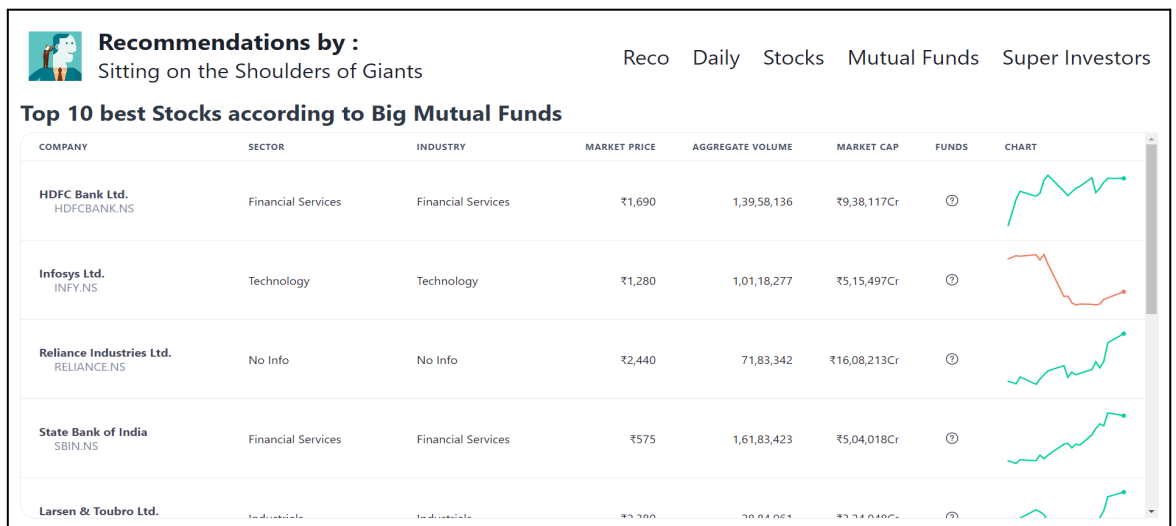 Recommendations by :
Sitting on the Shoulders of Giants
Reco Daily Stocks Mutual Funds Super Investors
Top 10 best Stocks according to Big Mutual Funds
COMPANY SECTOR INDUSTRY MARKET PRICE AGGREGATE VOLUME MARKET CAP FUNDS CHART
HDFC Bank Ltd.
HDFCBANK.NS
Financial Services Financial Services ₹1,690 1,39,58,136 ₹9,38,117Cr
Infosys Ltd.
INFY.NS
Technology Technology ₹1,280 1,01,18,277 ₹5,15,497Cr
Reliance Industries Ltd.
RELIANCE.NS
No Info No Info ₹2,440 71,83,342 ₹16,08,213Cr
State Bank of India
SBIN.NS
Financial Services Financial Services ₹575 1,61,83,423 ₹5,04,018Cr
Larsen & Toubro Ltd.